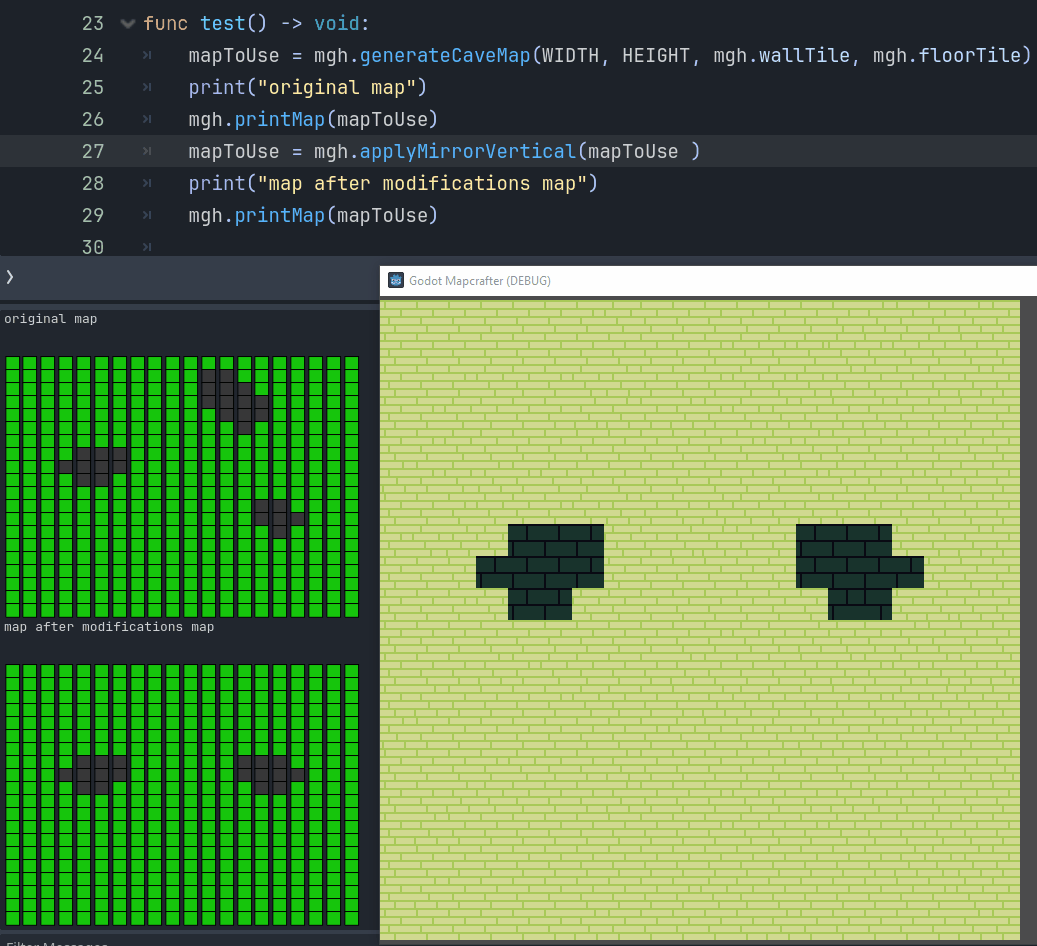 23 func test() -> void:
24 mapToUse = mgh.generateCaveMap(WIDTH, HEIGHT, mgh.wallTile, mgh.floorTile)
25 print("original map")
26 mgh.printMap(mapToUse)
27 mapToUse = mgh.applyMirrorVertical(mapToUse )
28 print("map after modifications map")
29 mgh.printMap(mapToUse)
30
Godot Mapcrafter (DEBUG)
original map
map after modifications map
Filter Messages